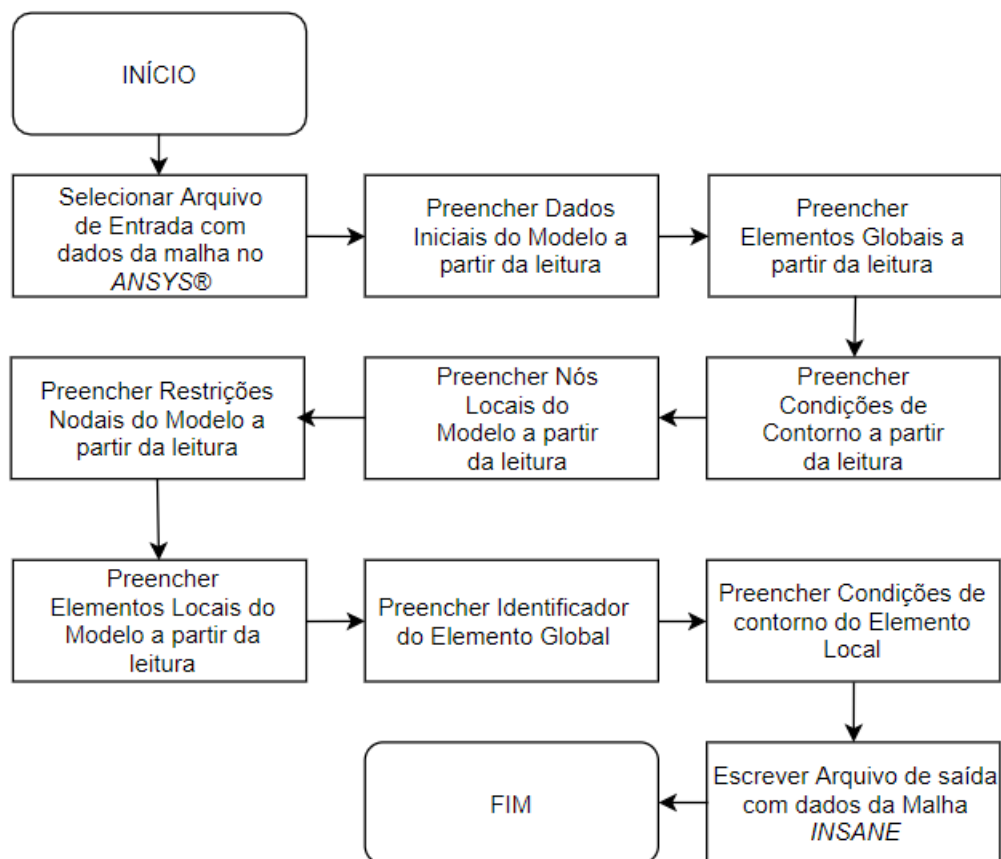 INÍCIO
Selecionar Arquivo
de Entrada com
dados da malha no
ANSYS®
Preencher Dados
Iniciais do Modelo a
partir da leitura
Preencher
Elementos Globais a
partir da leitura
Preencher
Condições de
Contorno a partir
da leitura
Preencher Nós
Locais do
Modelo a partir
da leitura
Preencher Restrições
Nodais do Modelo a
partir da leitura
Preencher
Elementos Locais do
Modelo a partir da
leitura
Preencher Identificador
do Elemento Global
Preencher Condições de
contorno do Elemento
Local
Escrever Arquivo de saída
com dados da Malha
INSANE
FIM